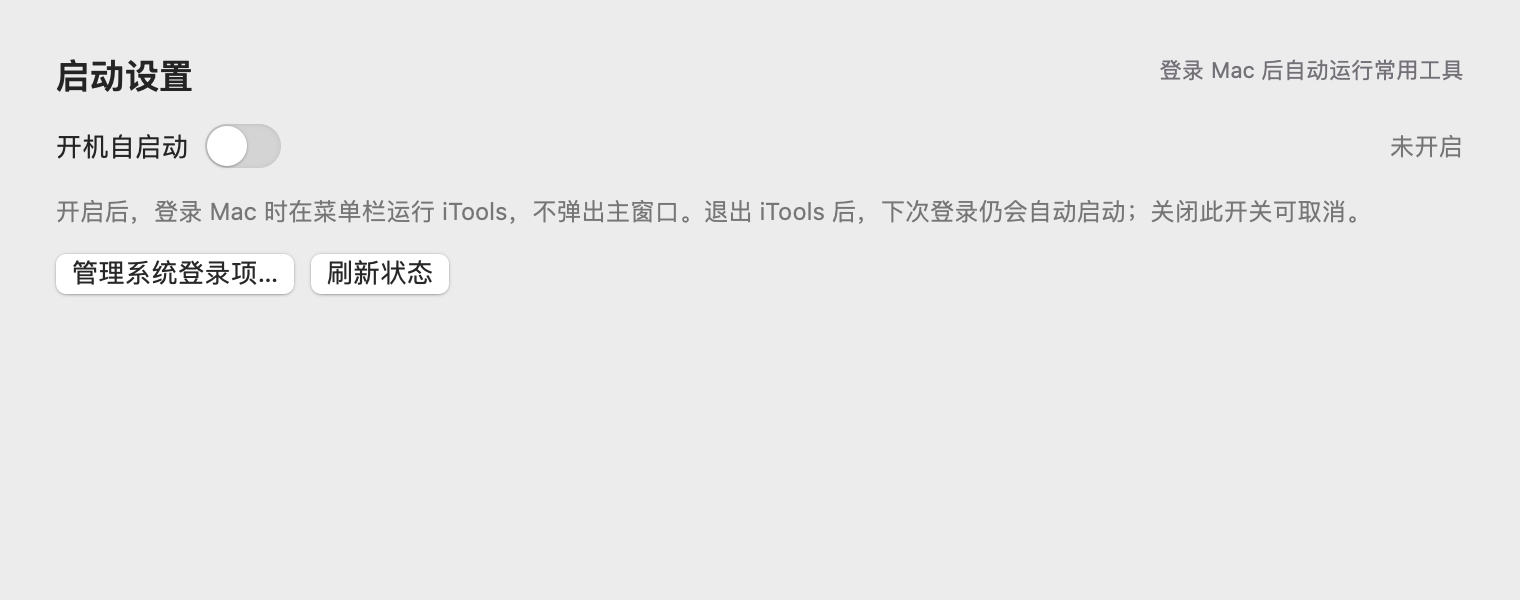 启动设置
登录 Mac 后自动运行常用工具
开机自启动
未开启
开启后，登录 Mac 时在菜单栏运行 iTools，不弹出主窗口。退出 iTools 后，下次登录仍会自动启动；关闭此开关可取消。
管理系统登录项...
刷新状态